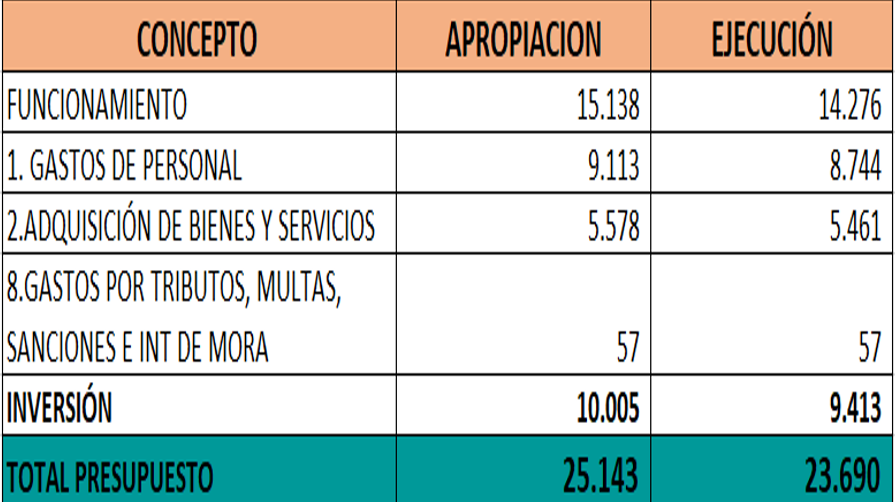 CONCEPTO APROPIACION EJECUCIÓN
FUNCIONAMIENTO 15.138 14.276
1. GASTOS DE PERSONAL 9.113 8.744
2.ADQUISICIÓN DE BIENES Y SERVICIOS 5.578 5.461
8.GASTOS POR TRIBUTOS, MULTAS,
SANCIONES E INT DE MORA 57 57
INVERSIÓN 10.005 9.413
TOTAL PRESUPUESTO 25.143 23.690